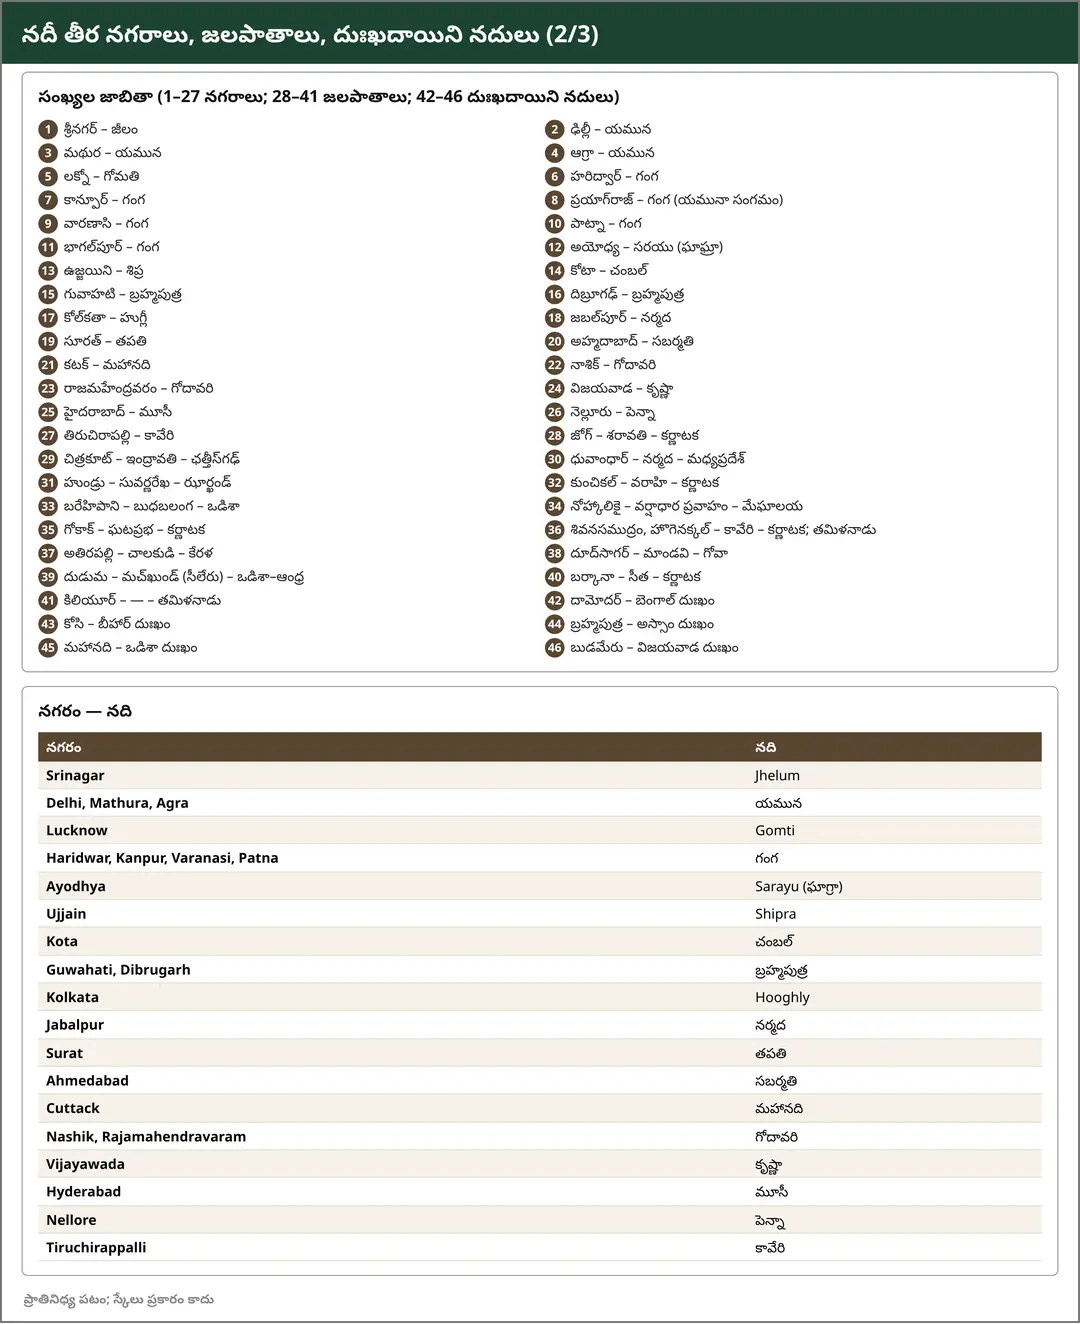 నదీ తీర నగరాలు, జలపాతాలు, దుఃఖదాయిని నదులు (2/3)
సంఖ్యల జాబితా (1–27 నగరాలు; 28–41 జలపాతాలు; 42–46 దుఃఖదాయిని నదులు)
1 శ్రీనగర్ – జీలం
2 ఢిల్లీ – యమున
3 మథుర – యమున
4 ఆగ్రా – యమున
5 లక్నో – గోమతి
6 హరిద్వార్ – గంగ
7 కాన్పూర్ – గంగ
8 ప్రయాగ్‌రాజ్ – గంగ (యమునా సంగమం)
9 వారణాసి – గంగ
10 పాట్నా – గంగ
11 భాగల్‌పూర్ – గంగ
12 అయోధ్య – సరయు (ఘాఘ్రా)
13 ఉజ్జయిని – శిప్ర
14 కోటా – చంబల్
15 గువాహటి – బ్రహ్మపుత్ర
16 దిబ్రూగఢ్ – బ్రహ్మపుత్ర
17 కోల్‌కతా – హుగ్లీ
18 జబల్‌పూర్ – నర్మద
19 సూరత్ – తపతి
20 అహ్మదాబాద్ – సబర్మతి
21 కటక్ – మహానది
22 నాశిక్ – గోదావరి
23 రాజమహేంద్రవరం – గోదావరి
24 విజయవాడ – కృష్ణా
25 హైదరాబాద్ – మూసీ
26 నెల్లూరు – పెన్నా
27 తిరుచిరాపల్లి – కావేరి
28 జోగ్ – శరావతి – కర్ణాటక
29 చిత్రకూట్ – ఇంద్రావతి – ఛత్తీస్‌గఢ్
30 ధువాంధార్ – నర్మద – మధ్యప్రదేశ్
31 హుండ్రు – సువర్ణరేఖ – ఝార్ఖండ్
32 కుంచికల్ – వరాహి – కర్ణాటక
33 బరేహిపాని – బుధబలంగ – ఒడిశా
34 నోహ్కాలికై – వర్షాధార ప్రవాహం – మేఘాలయ
35 గోకాక్ – ఘటప్రభ – కర్ణాటక
36 శివనసముద్రం, హొగెనక్కల్ – కావేరి – కర్ణాటక; తమిళనాడు
37 అతిరపల్లి – చాలకుడి – కేరళ
38 దూద్‌సాగర్ – మాండవి – గోవా
39 దుడుమ – మచ్‌ఖుండ్ (సీలేరు) – ఒడిశా–ఆంధ్ర
40 బర్కానా – సీత – కర్ణాటక
41 కిలియూర్ – — – తమిళనాడు
42 దామోదర్ – బెంగాల్ దుఃఖం
43 కోసి – బీహార్ దుఃఖం
44 బ్రహ్మపుత్ర – అస్సాం దుఃఖం
45 మహానది – ఒడిశా దుఃఖం
46 బుడమేరు – విజయవాడ దుఃఖం
నగరం — నది
నగరం నది
Srinagar Jhelum
Delhi, Mathura, Agra యమున
Lucknow Gomti
Haridwar, Kanpur, Varanasi, Patna గంగ
Ayodhya Sarayu (ఘాగ్రా)
Ujjain Shipra
Kota చంబల్
Guwahati, Dibrugarh బ్రహ్మపుత్ర
Kolkata Hooghly
Jabalpur నర్మద
Surat తపతి
Ahmedabad సబర్మతి
Cuttack మహానది
Nashik, Rajamahendravaram గోదావరి
Vijayawada కృష్ణా
Hyderabad మూసీ
Nellore పెన్నా
Tiruchirappalli కావేరి
ప్రాతినిధ్య పటం; స్కేలు ప్రకారం కాదు